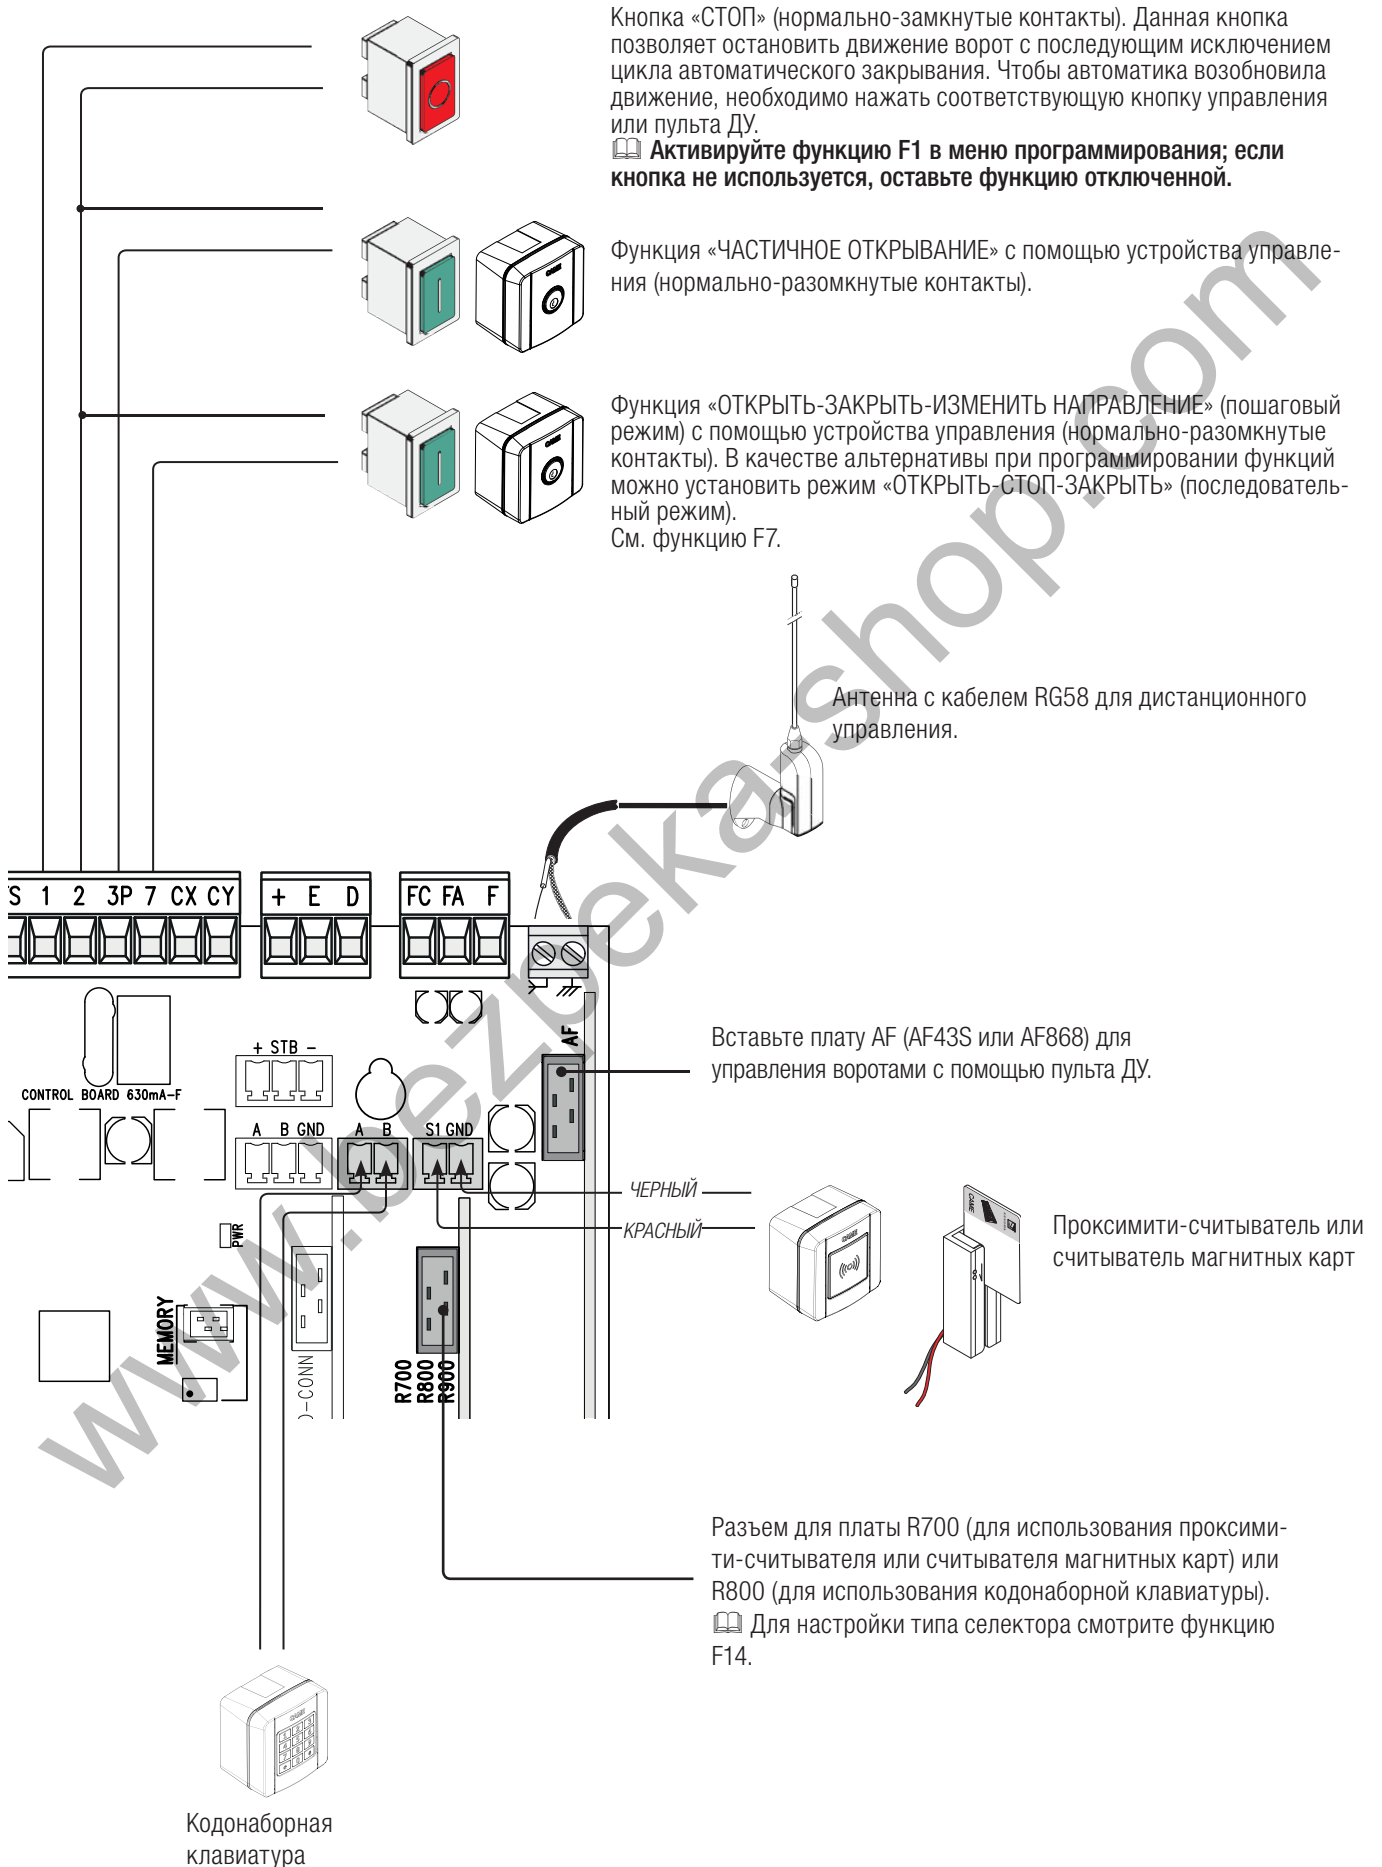 Кнопка «СТОП» (нормально-замкнутые контакты). Данная кнопка
позволяет остановить движение ворот с последующим исключением
цикла автоматического закрывания. Чтобы автоматика возобновила
движение, необходимо нажать соответствующую кнопку управления
или пульта ДУ.
Активируйте функцию F1 в меню программирования; если
кнопка не используется, оставьте функцию отключенной.
Функция «ЧАСТИЧНОЕ ОТКРЫВАНИЕ» с помощью устройства управле-
ния (нормально-разомкнутые контакты).
Функция «ОТКРЫТЬ-ЗАКРЫТЬ-ИЗМЕНИТЬ НАПРАВЛЕНИЕ» (пошаговый
режим) с помощью устройства управления (нормально-разомкнутые
контакты). В качестве альтернативы при программировании функций
можно установить режим «ОТКРЫТЬ-СТОП-ЗАКРЫТЬ» (последователь-
ный режим).
См. функцию F7.
Антенна с кабелем RG58 для дистанционного
управления.
1 2 3P 7 CX CY
+ E D
FC FA F
AF
Вставьте плату AF (AF43S или AF868) для
управления воротами с помощью пульта ДУ.
+ STB -
CONTROL BOARD 630mA-F
A B GND
A B
S1 GND
ЧЕРНЫЙ
КРАСНЫЙ
CAME
CAME
Проксимити-считыватель или
считыватель магнитных карт
PWR
MEMORY
O-CONN
R700
R800
R900
Разъем для платы R700 (для использования проксими-
ти-считывателя или считывателя магнитных карт) или
R800 (для использования кодонаборной клавиатуры).
Для настройки типа селектора смотрите функцию
F14.
CAME
Кодонаборная
клавиатура
www.bezpeka-shop.com